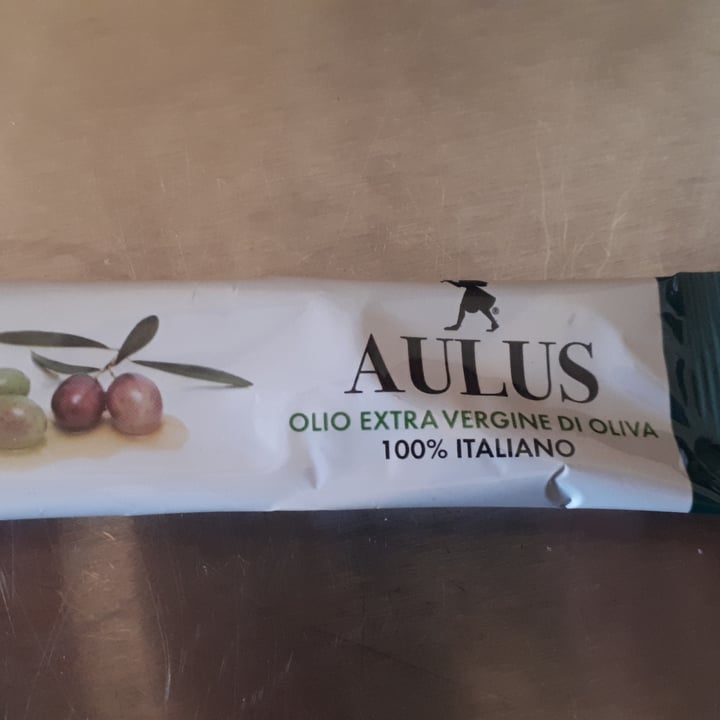 AULUS
OLIO EXTRA VERGINE DI OLIVA
100% ITALIANO